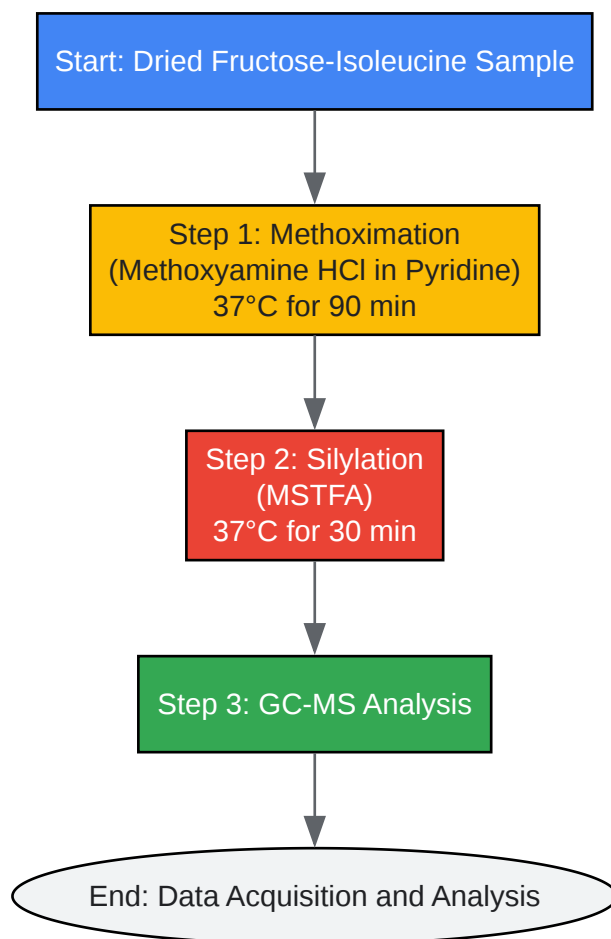 Start: Dried Fructose-Isoleucine Sample
Step 1: Methoximation
(Methoxyamine HCl in Pyridine)
37°C for 90 min
Step 2: Silylation
(MSTFA)
37°C for 30 min
Step 3: GC-MS Analysis
End: Data Acquisition and Analysis